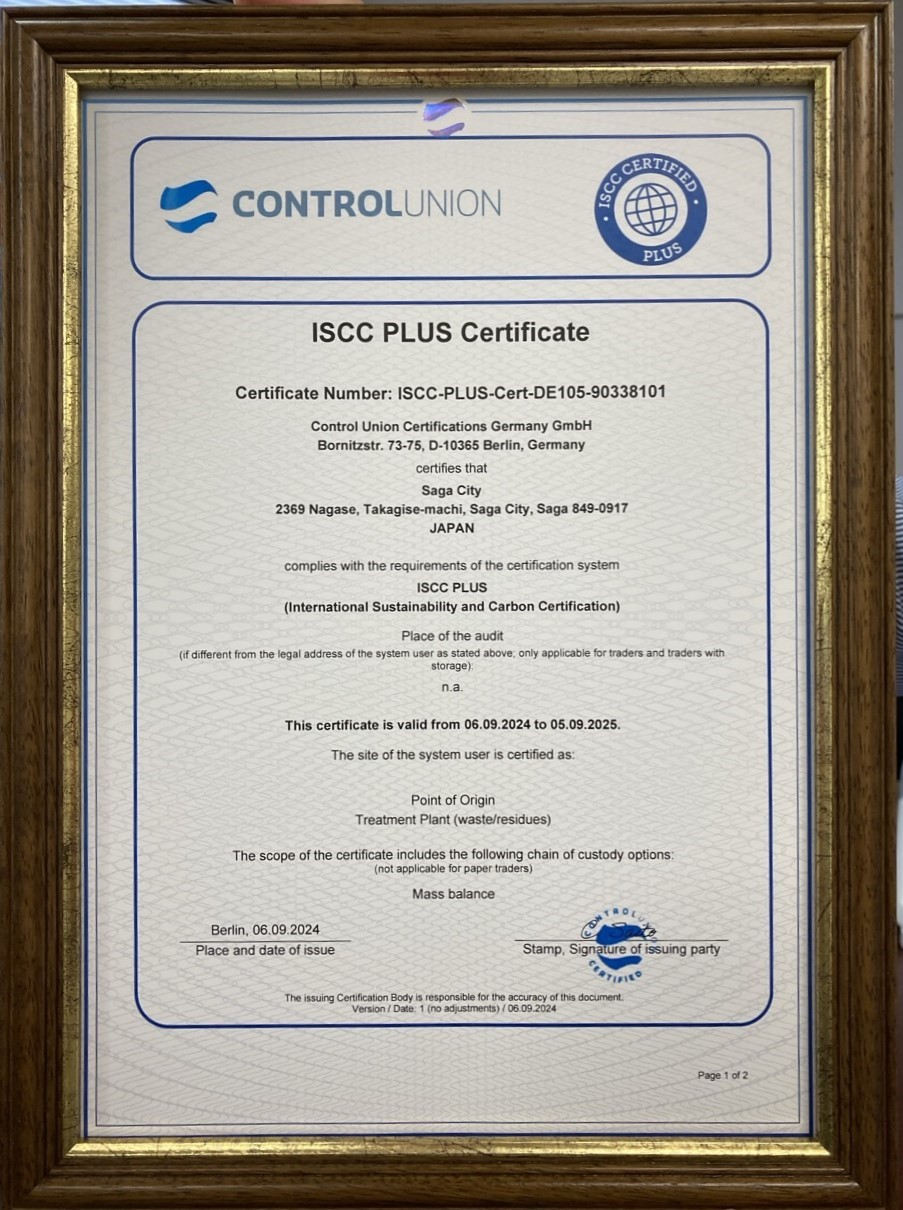 CONTROLUNION
ISCC CERTIFIED
PLUS
ISCC PLUS Certificate
Certificate Number: ISCC-PLUS-Cert-DE105-90338101
Control Union Certifications Germany GmbH
Bornitzstr. 73-75, D-10365 Berlin, Germany
certifies that
Saga City
2369 Nagase, Takagise-machi, Saga City, Saga 849-0917
JAPAN
complies with the requirements of the certification system
ISCC PLUS
(International Sustainability and Carbon Certification)
Place of the audit
(if different from the legal address of the system user as stated above; only applicable for traders and traders with
storage):
n.a.
This certificate is valid from 06.09.2024 to 05.09.2025.
The site of the system user is certified as:
Point of Origin
Treatment Plant (waste/residues)
The scope of the certificate includes the following chain of custody options:
(not applicable for paper traders)
Mass balance
Berlin, 06.09.2024
Place and date of issue
CONTROL UNION
CERTIFIED
Stamp, Signature of issuing party
The issuing Certification Body is responsible for the accuracy of this document.
Version / Date: 1 (no adjustments) / 06.09.2024
Page 1 of 2